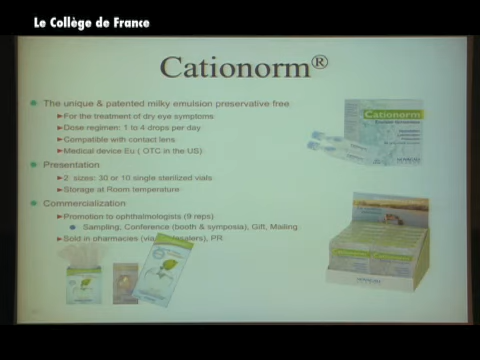 Le Collège de France
Cationorm®
The unique & patented milky emulsion preservative free
For the treatment of dry eye symptoms
Dose regimen: 1 to 4 drops per day
Compatible with contact lens
Medical device Eu ( OTC in the US)
Presentation
2 sizes: 30 or 10 single sterilized vials
Storage at Room temperature
Commercialization
Promotion to ophthalmologists (9 reps)
Sampling, Conference (booth & symposia), Gift, Mailing
Sold in pharmacies (via wholesalers), PR
Cationorm